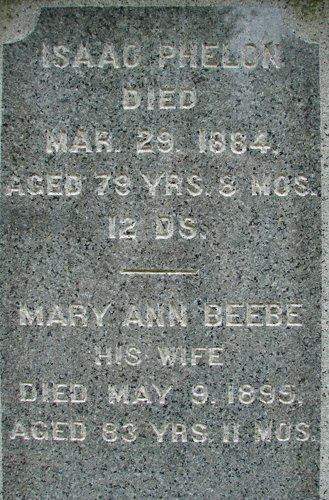 ISAAC PHELON
DIED
MAR. 29. 1884.
AGED 79 YRS. 8 MOS.
12 DS.
MARY ANN BEEBE
HIS WIFE
DIED MAY 9. 1895.
AGED 83 YRS. 11 MOS.